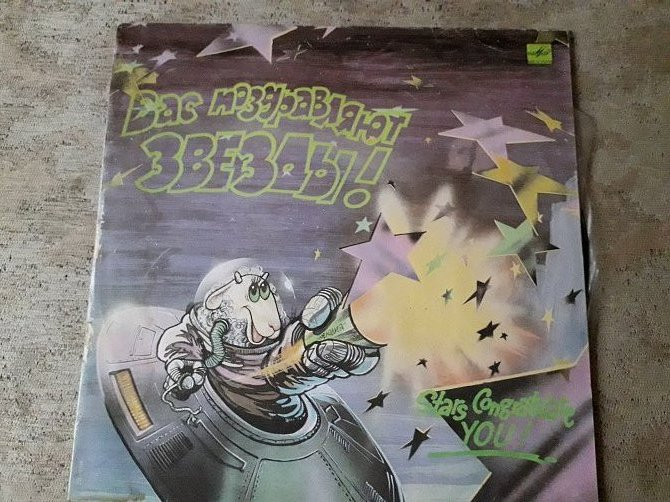 Вас поздравляют
ЗВЕЗДЫ!
Stars Congratulate
YOU!